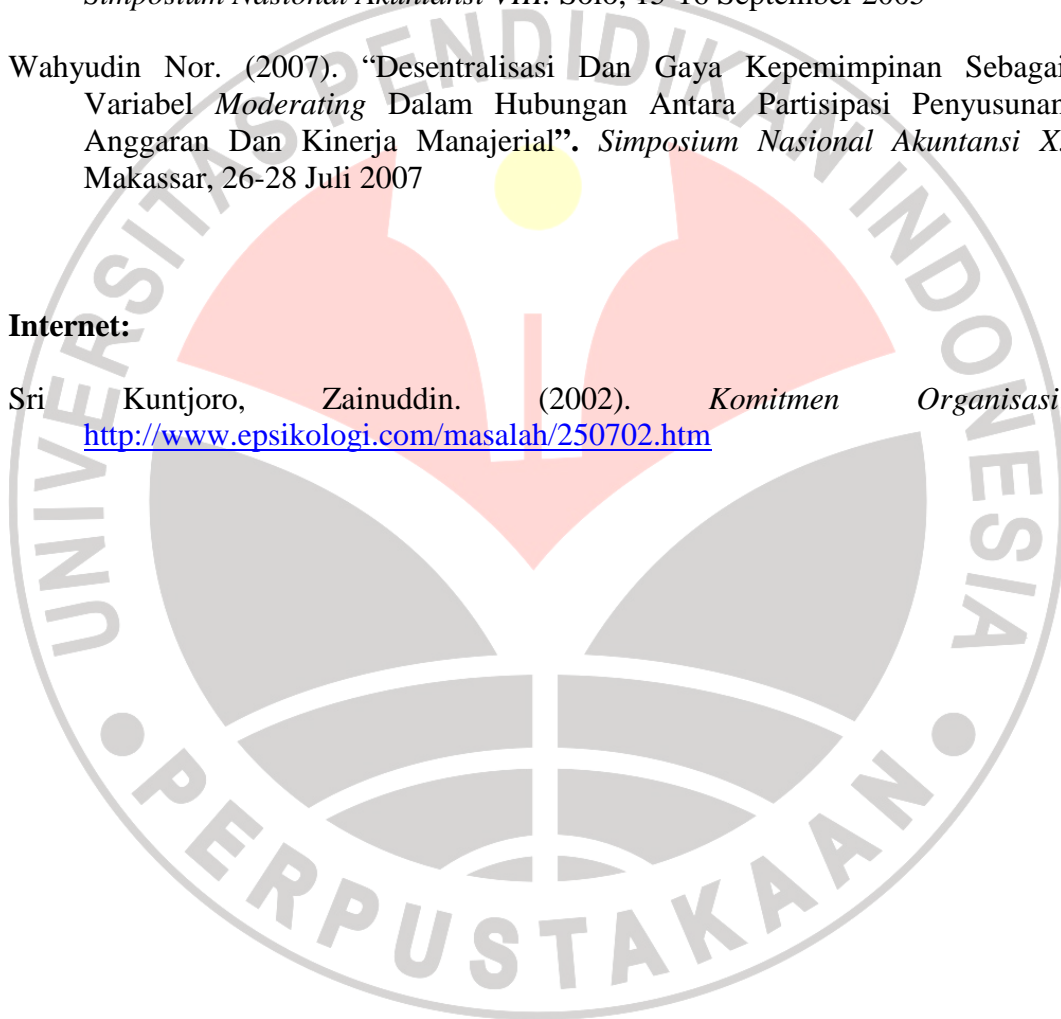 Simposium Nasional Akuntansi VIII. Solo, 15-16 September 2005
Wahyudin Nor. (2007). “Desentralisasi Dan Gaya Kepemimpinan Sebagai
Variabel Moderating Dalam Hubungan Antara Partisipasi Penyusunan
Anggaran Dan Kinerja Manajerial”. Simposium Nasional Akuntansi X.
Makassar, 26-28 Juli 2007
Internet:
Sri Kuntjoro, Zainuddin. (2002). Komitmen Organisasi
http://www.epsikologi.com/masalah/250702.htm
UNIVERSITAS PENDIDIKAN INDONESIA
PERPUSTAKAAN